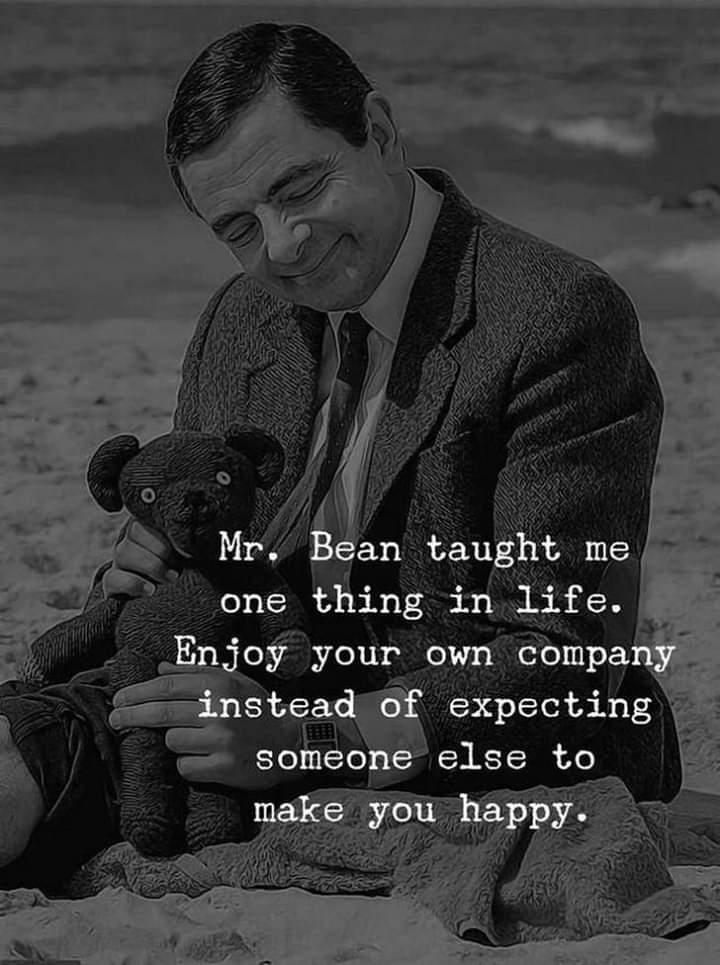 Mr. Bean taught me
one thing in life.
Enjoy your own company
instead of expecting
someone else to
make you happy.